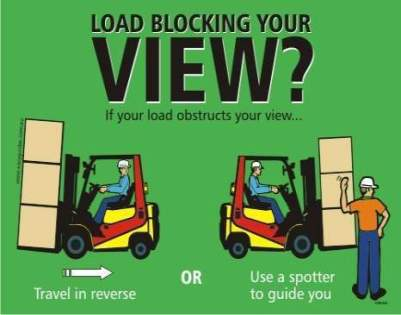 LOAD BLOCKING YOUR
VIEW?
If your load obstructs your view...
Travel in reverse
OR
Use a spotter
to guide you